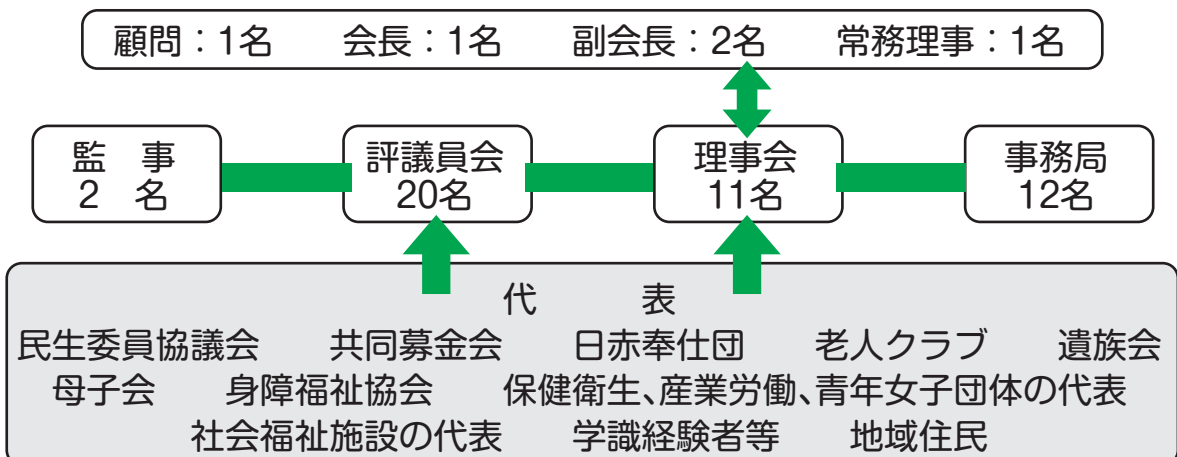 顧問：1名　会長：1名　副会長：2名　常務理事：1名
監　事　評議員会　理事会　事務局
2　名　20名　11名　12名
代　表
民生委員協議会　共同募金会　日赤奉仕団　老人クラブ　遺族会
母子会　身障福祉協会　保健衛生、産業労働、青年女子団体の代表
社会福祉施設の代表　学識経験者等　地域住民